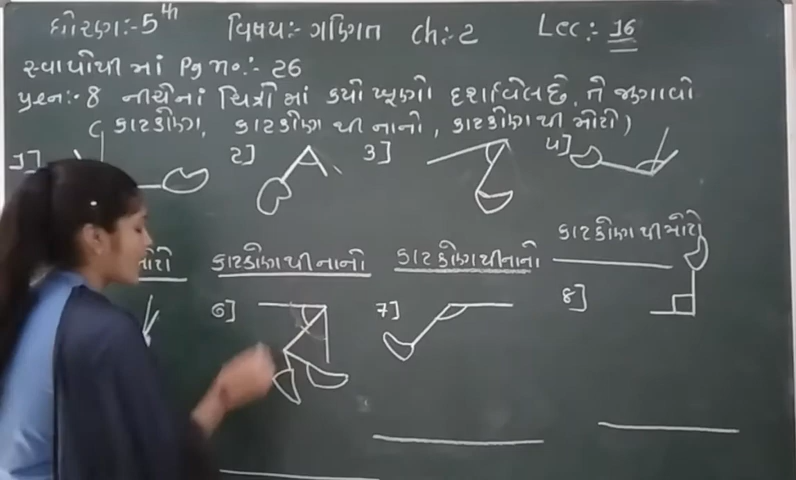 ધોરણ:- 5th વિષય:- ગણિત ch:- 2 Lec:- 16
સ્વાપોથી માં Pg no:- 26
પ્રશ્ન:- 8 નીચેનાં ચિત્રો માં કયો ખૂણો દર્શાવેલ છે, તે જણાવો
( કાટકોણ, કાટકોણ થી નાનો, કાટકોણ થી મોટો )
1] 2] 3] 4]
મોટો કાટકોણ થી નાનો કાટકોણ થી નાનો કાટકોણ થી મોટો
6] 7] 8]